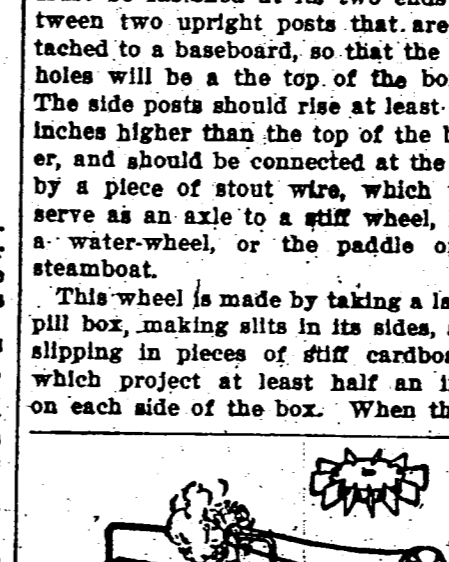 tween two upright posts that are
tached to a baseboard, so that the
holes will be a the top of the bo
The side posts should rise at least
inches higher than the top of the b
er, and should be connected at the
by a piece of stout wire, which
serve as an axle to a stiff wheel,
a water-wheel, or the paddle o
steamboat.
This wheel is made by taking a la
pill box, making slits in its sides,
slipping in pieces of stiff cardboa
which project at least half an i
on each side of the box. When th